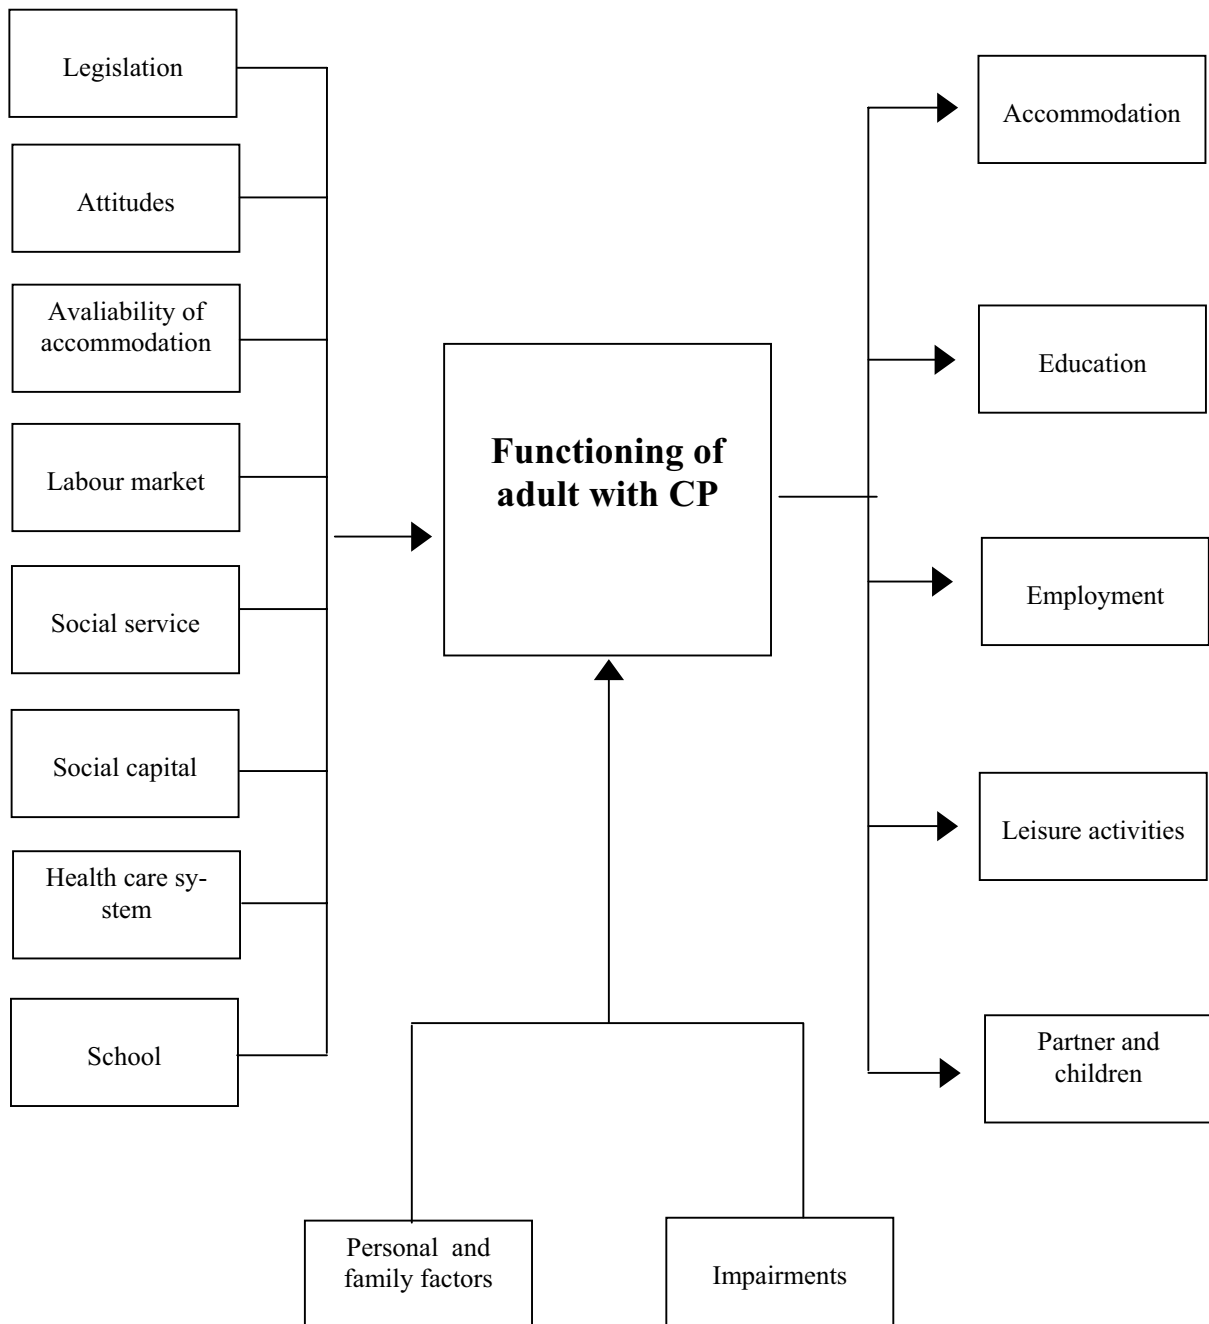 Legislation
Attitudes
Avaliability of
accommodation
Labour market
Social service
Social capital
Health care sy-
stem
School
Functioning of
adult with CP
Personal and
family factors
Impairments
Accommodation
Education
Employment
Leisure activities
Partner and
children